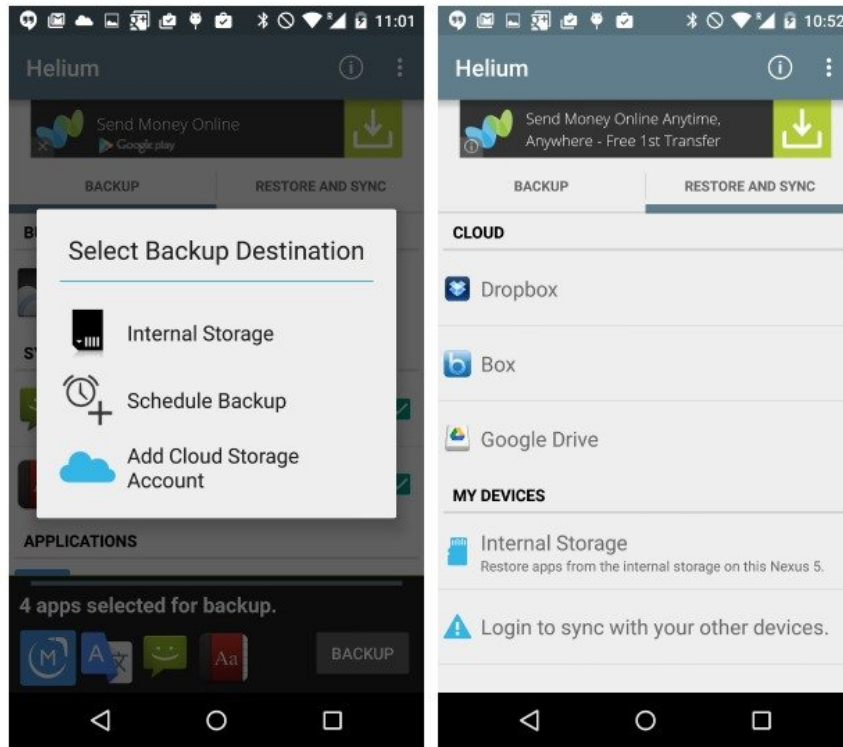 11:01
Helium
Send Money Online
Google play
BACKUP
RESTORE AND SYNC
B
Select Backup Destination
Internal Storage
S
Schedule Backup
Add Cloud Storage
Account
APPLICATIONS
4 apps selected for backup.
M
A
Aa
BACKUP
R
10:52
Helium
Send Money Online Anytime,
Anywhere - Free 1st Transfer
BACKUP
RESTORE AND SYNC
CLOUD
Dropbox
b Box
Google Drive
MY DEVICES
Internal Storage
Restore apps from the internal storage on this Nexus 5.
Login to sync with your other devices.